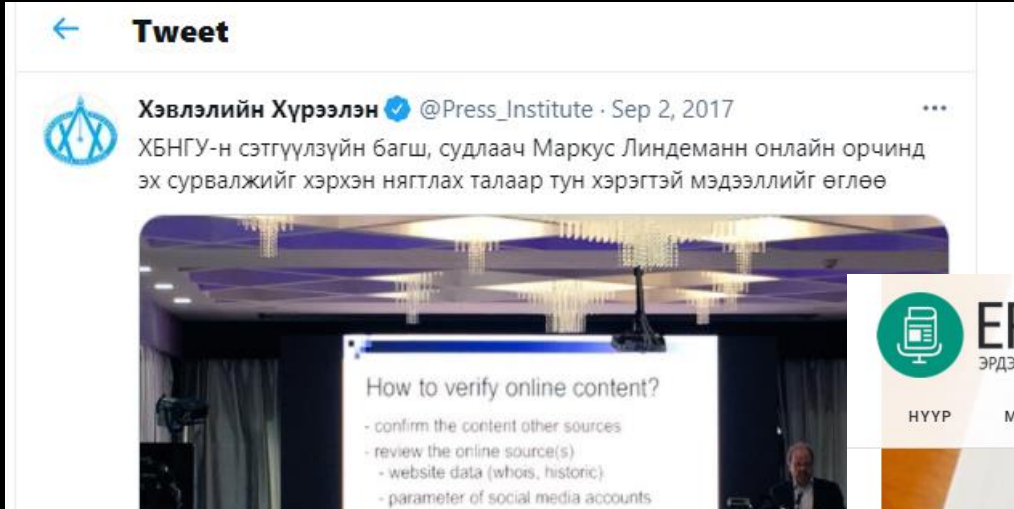 Tweet
Хэвлэлийн Хүрээлэн @Press_Institute · Sep 2, 2017
ХБНГУ-н сэтгүүлзүйн багш, судлаач Маркус Линдеманн онлайн орчинд
эх сурвалжийг хэрхэн нягтлах талаар тун хэрэгтэй мэдээллийг өглөө
How to verify online content?
- confirm the content other sources
- review the online source(s)
- website data (whois, historic)
- parameter of social media accounts
НҮҮР